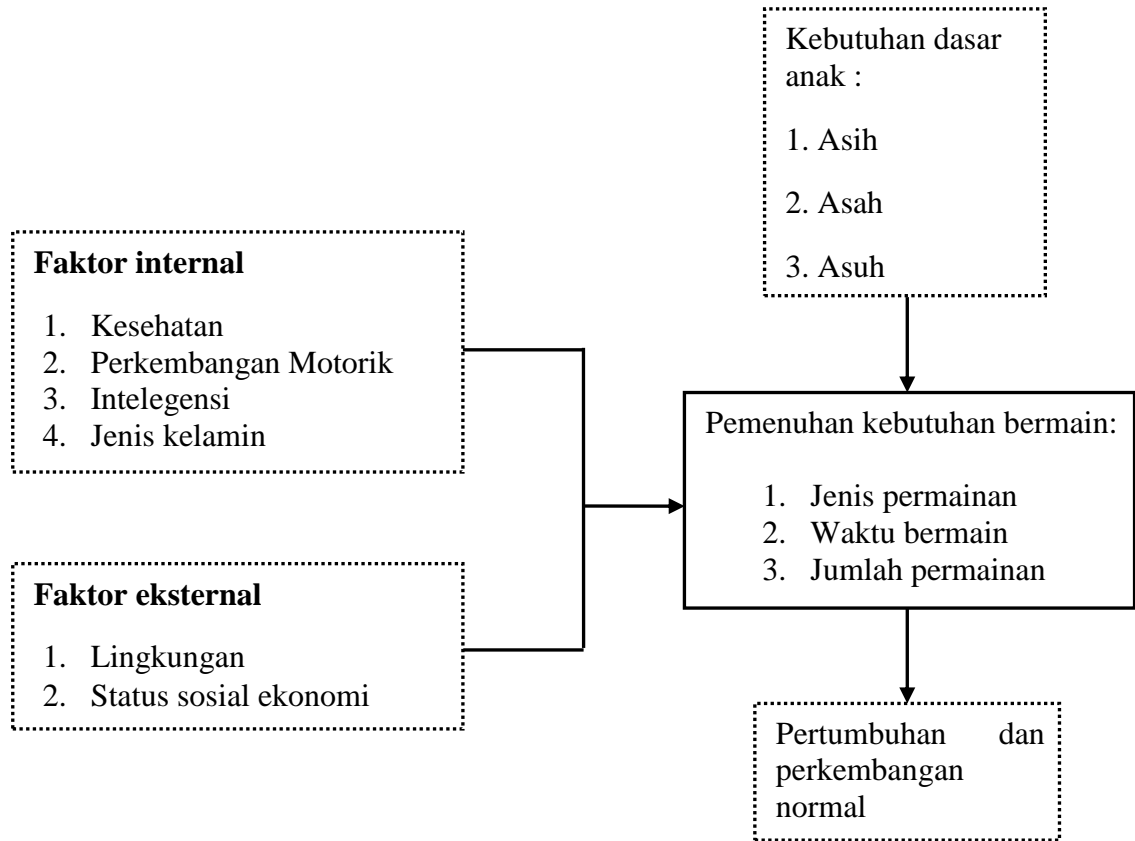 Kebutuhan dasar
anak :
1. Asih
2. Asah
3. Asuh
Faktor internal
1. Kesehatan
2. Perkembangan Motorik
3. Intelegensi
4. Jenis kelamin
Pemenuhan kebutuhan bermain:
1. Jenis permainan
2. Waktu bermain
3. Jumlah permainan
Faktor eksternal
1. Lingkungan
2. Status sosial ekonomi
Pertumbuhan dan
perkembangan
normal